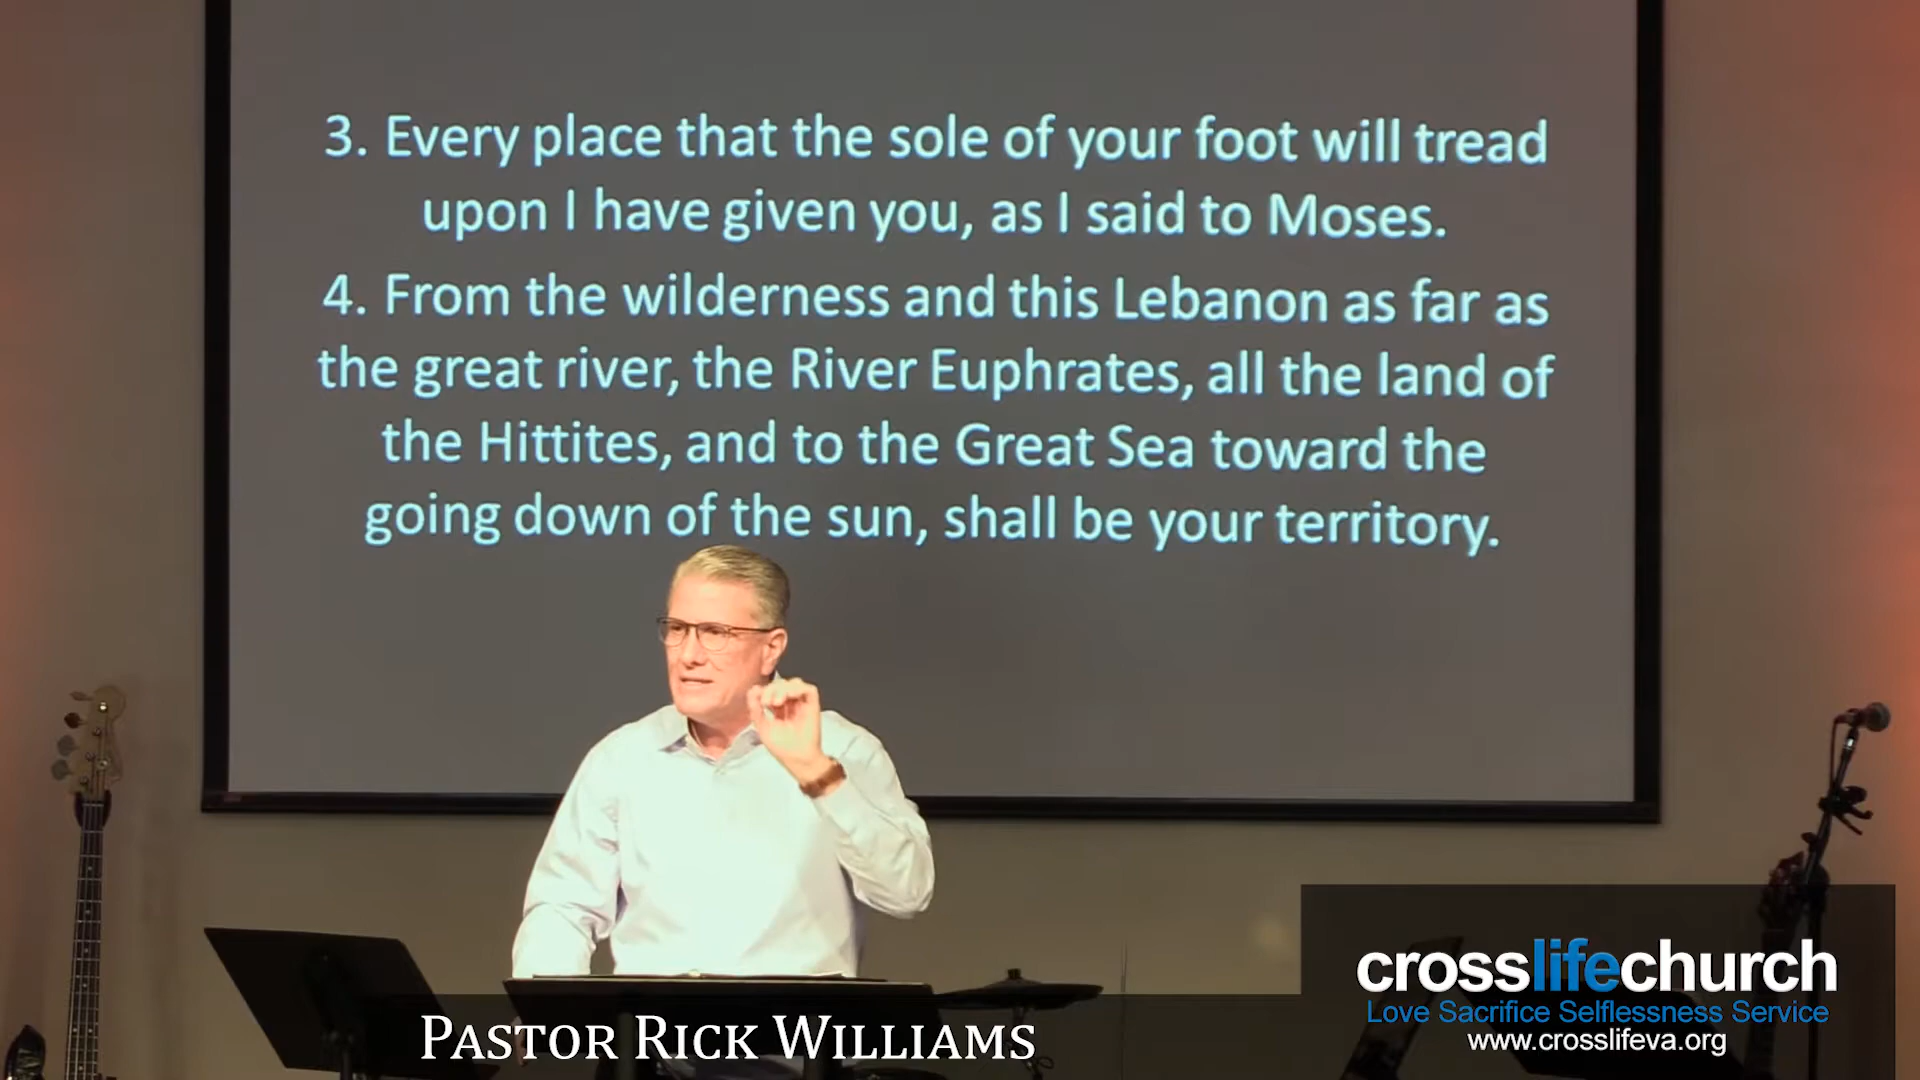 3. Every place that the sole of your foot will tread
upon I have given you, as I said to Moses.
4. From the wilderness and this Lebanon as far as
the great river, the River Euphrates, all the land of
the Hittites, and to the Great Sea toward the
going down of the sun, shall be your territory.
Pastor Rick Williams
crosslifechurch
Love Sacrifice Selflessness Service
www.crosslifeva.org